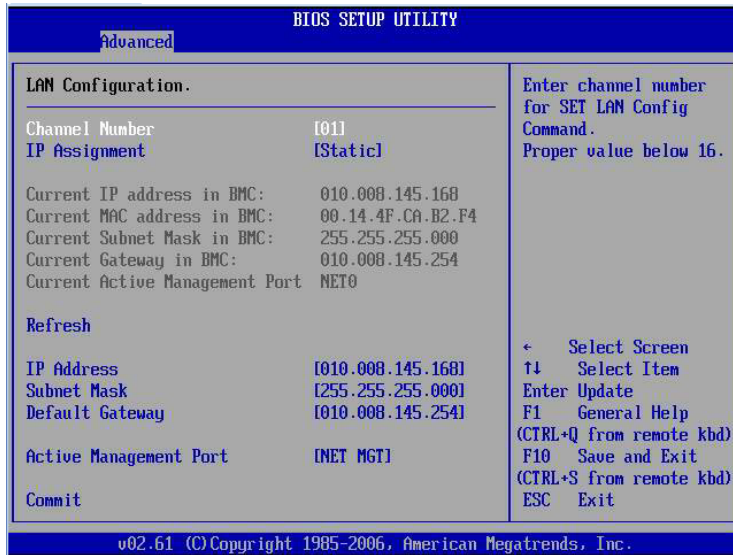 BIOS SETUP UTILITY
Advanced
LAN Configuration.
Channel Number [01]
IP Assignment [Static]
Current IP address in BMC: 010.008.145.168
Current MAC address in BMC: 00.14.4F.CA.B2.F4
Current Subnet Mask in BMC: 255.255.255.000
Current Gateway in BMC: 010.008.145.254
Current Active Management Port NET0
Refresh
IP Address [010.008.145.168]
Subnet Mask [255.255.255.000]
Default Gateway [010.008.145.254]
Active Management Port [NET MGT]
Commit
Enter channel number
for SET LAN Config
Command.
Proper value below 16.
← Select Screen
↑↓ Select Item
Enter Update
F1 General Help
(CTRL+Q from remote kbd)
F10 Save and Exit
(CTRL+S from remote kbd)
ESC Exit
v02.61 (C)Copyright 1985-2006, American Megatrends, Inc.